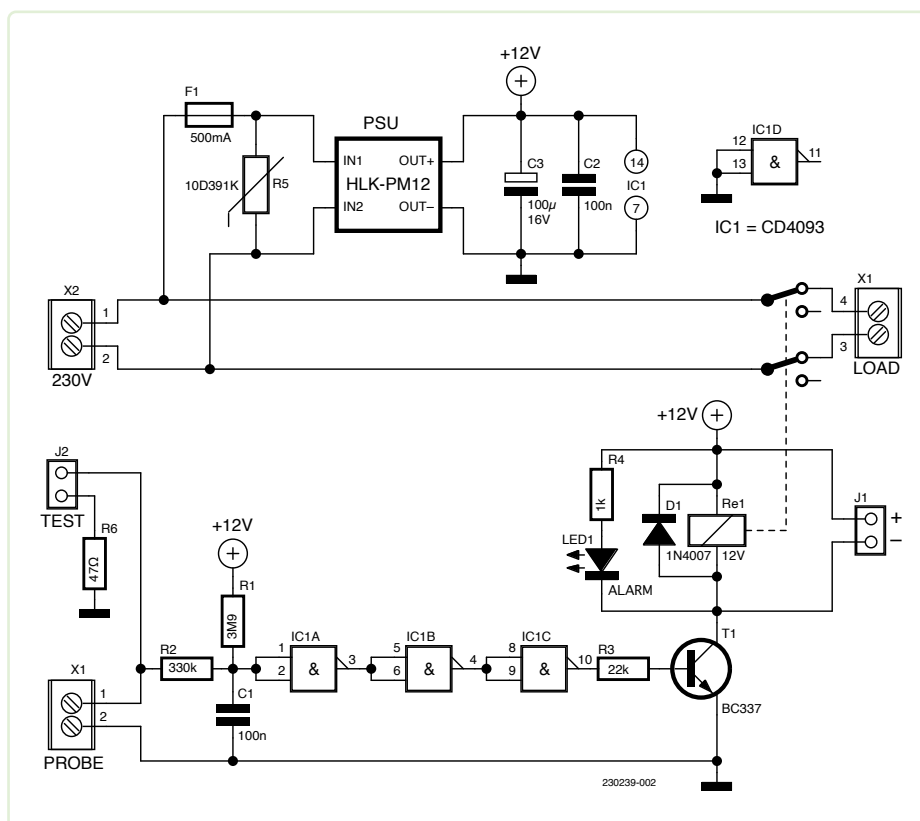 +12V
F1
500mA
PSU
10D391K
R5
IN1
OUT+
HLK-PM12
IN2
OUT–
C3
100µ
16V
C2
100n
14
IC1
7
IC1D
12
13
&
11
IC1 = CD4093
X2
1
2
230V
X1
4
3
LOAD
+12V
J2
TEST
R6
47Ω
+12V
R1
3M9
R4
1k
LED1
ALARM
D1
1N4007
Re1
12V
J1
+
–
R2
330k
C1
100n
IC1A
1
2
&
3
IC1B
5
6
&
4
IC1C
8
9
&
10
R3
22k
T1
BC337
X1
1
2
PROBE
230239-002